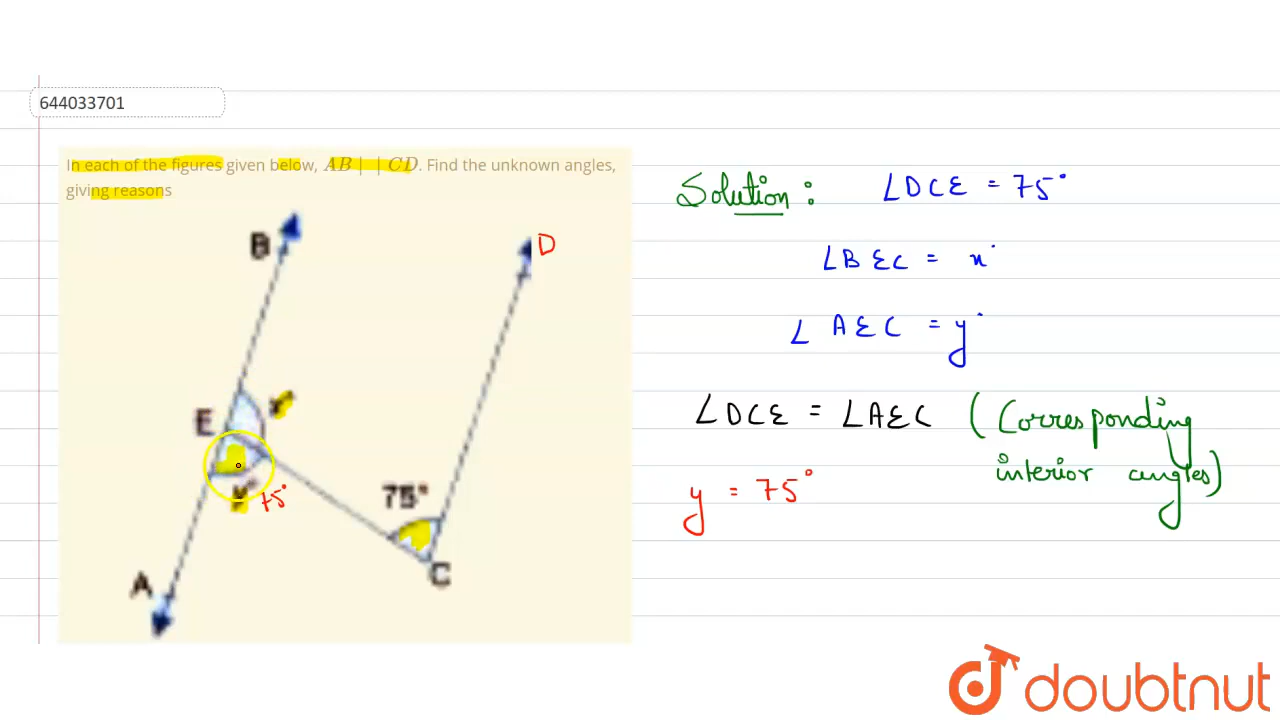 644033701
In each of the figures given below, AB||CD. Find the unknown angles,
giving reasons
B
D
E
x°
y°
75°
75°
A
C
Solution :
∠DCE = 75°
∠BEC = x°
∠AEC = y°
∠DCE = ∠AEC (Corresponding
interior angles)
y = 75°
doubtnut